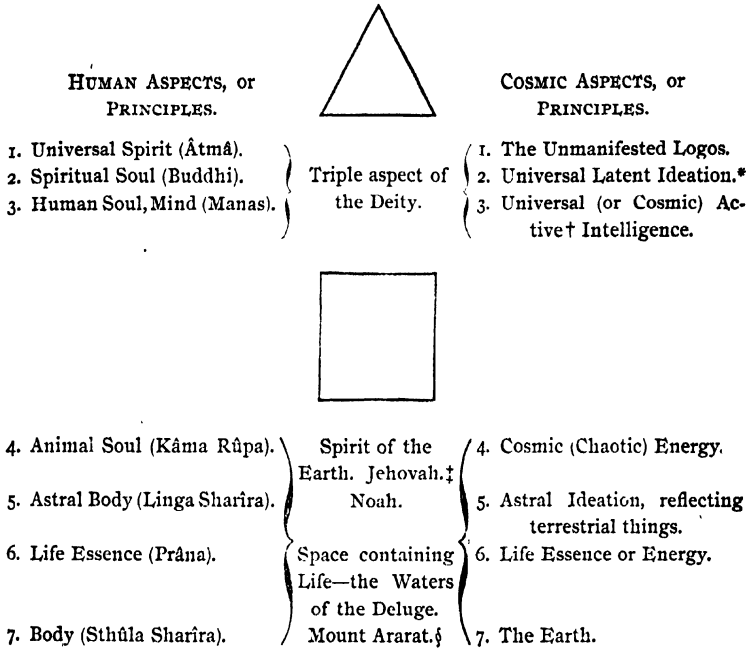 HUMAN ASPECTS, OR
PRINCIPLES.
1. Universal Spirit (Âtmâ).
2. Spiritual Soul (Buddhi).
3. Human Soul, Mind (Manas).
Triple aspect of
the Deity.
COSMIC ASPECTS, OR
PRINCIPLES.
1. The Unmanifested Logos.
2. Universal Latent Ideation.*
3. Universal (or Cosmic) Ac-
tive† Intelligence.
4. Animal Soul (Kâma Rûpa).
5. Astral Body (Linga Sharîra).
6. Life Essence (Prâna).
7. Body (Sthûla Sharîra).
Spirit of the
Earth. Jehovah.‡
Noah.
Space containing
Life—the Waters
of the Deluge.
Mount Ararat.§
4. Cosmic (Chaotic) Energy.
5. Astral Ideation, reflecting
terrestrial things.
6. Life Essence or Energy.
7. The Earth.